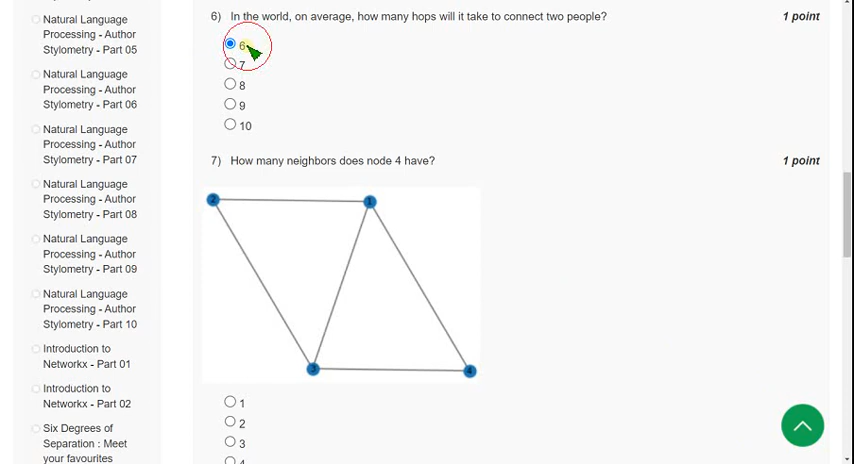 Natural Language
Processing - Author
Stylometry - Part 05
Natural Language
Processing - Author
Stylometry - Part 06
Natural Language
Processing - Author
Stylometry - Part 07
Natural Language
Processing - Author
Stylometry - Part 08
Natural Language
Processing - Author
Stylometry - Part 09
Natural Language
Processing - Author
Stylometry - Part 10
Introduction to
Networkx - Part 01
Introduction to
Networkx - Part 02
Six Degrees of
Separation : Meet
your favourites
6) In the world, on average, how many hops will it take to connect two people? 1 point
6
7
8
9
10
7) How many neighbors does node 4 have? 1 point
2
1
3
4
1
2
3
4